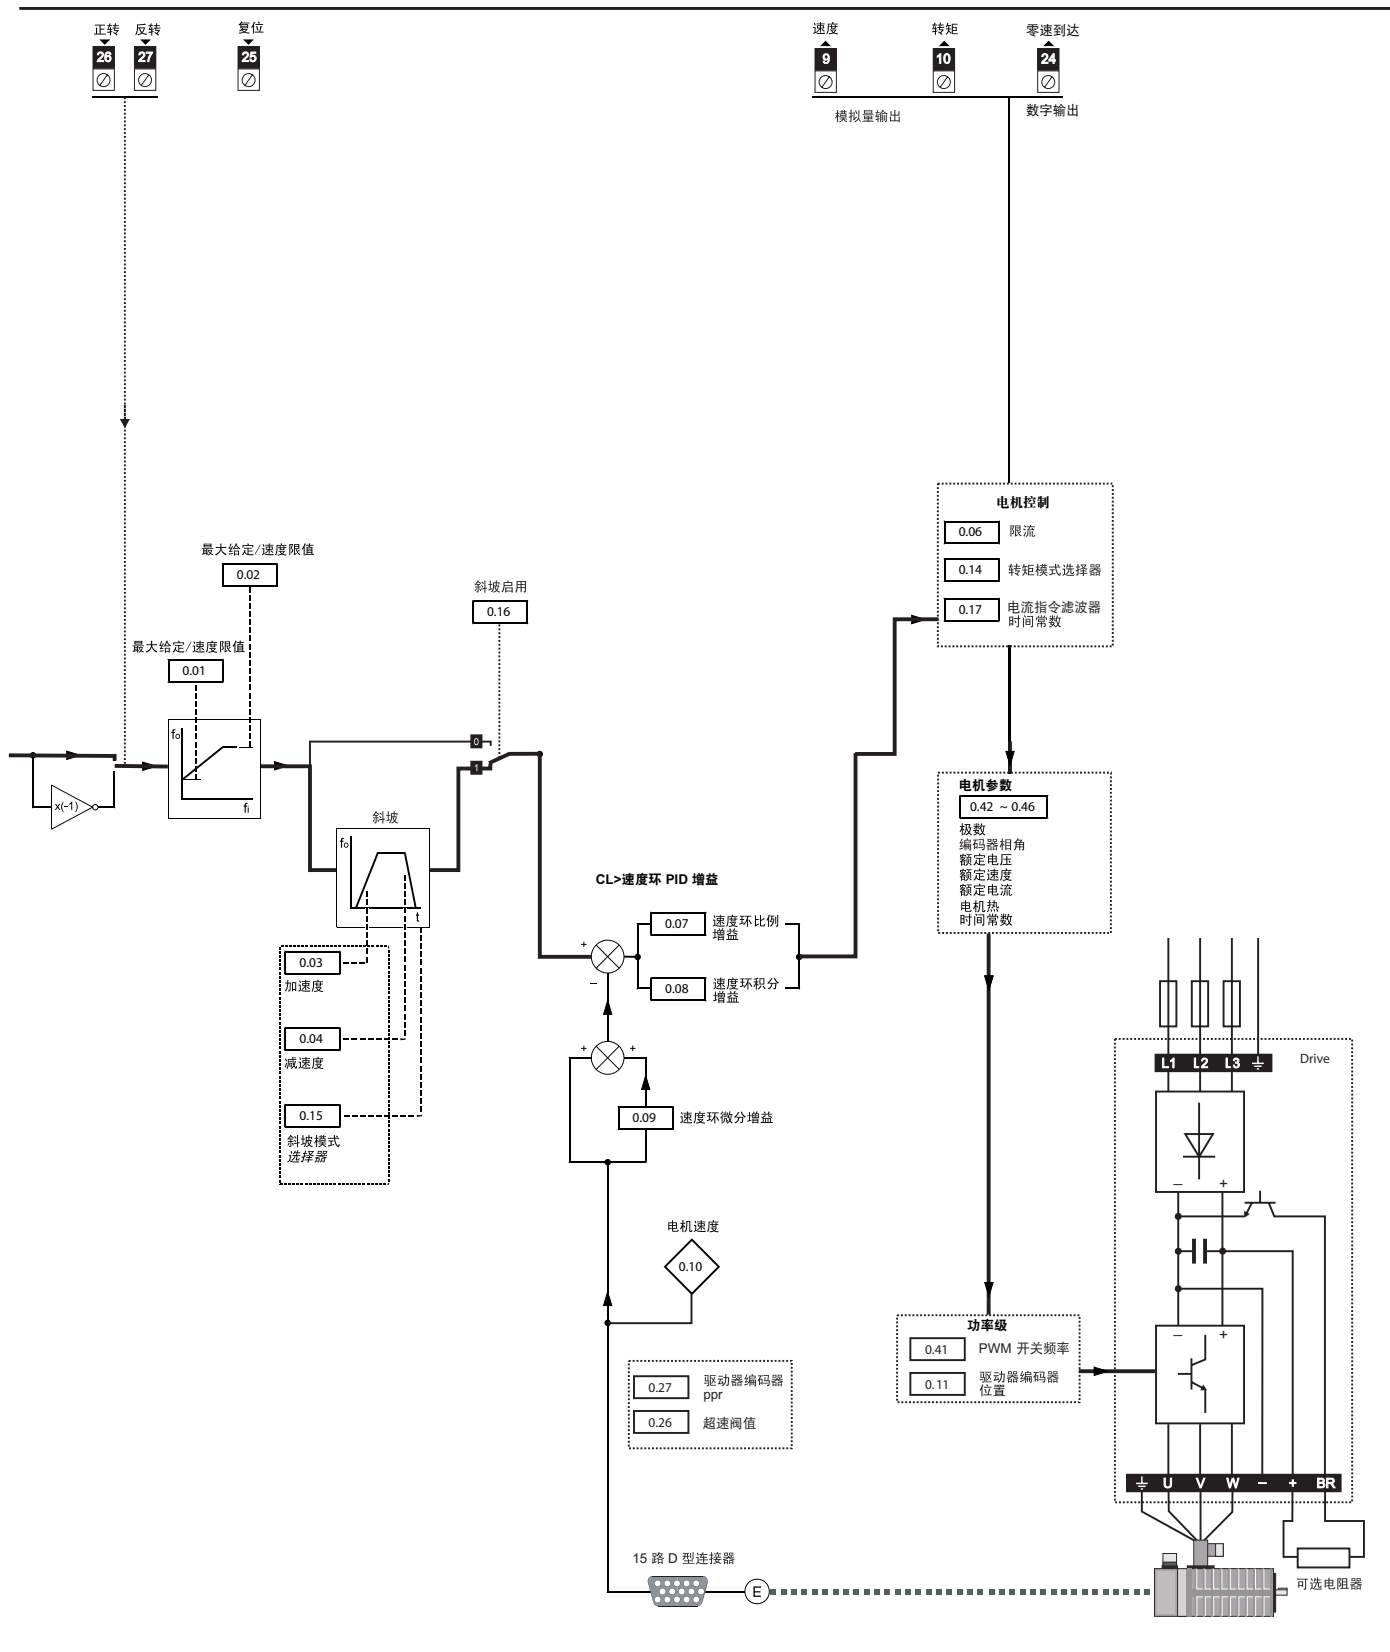 正转 反转 复位 速度 转矩 零速到达
26 27 25 9 10 24
模拟量输出 数字输出
电机控制
0.06 限流
0.14 转矩模式选择器
0.17 电流指令滤波器
时间常数
最大给定/速度限值
0.02
斜坡启用
0.16
最大给定/速度限值
0.01
fo
fi
x(-1)
0
1
斜坡
fo
t
电机参数
0.42 ~ 0.46
极数
编码器相角
额定电压
额定速度
额定电流
电机热
时间常数
CL>速度环 PID 增益
+
−
0.07 速度环比例
增益
0.08 速度环积分
增益
0.03
加速度
0.04
减速度
0.15
斜坡模式
选择器
+ +
0.09 速度环微分增益
L1 L2 L3 Drive
− +
电机速度
0.10
功率级
0.41 PWM 开关频率
0.11 驱动器编码器
位置
− +
0.27 驱动器编码器
ppr
0.26 超速阀值
U V W − + BR
15 路 D 型连接器
E
可选电阻器